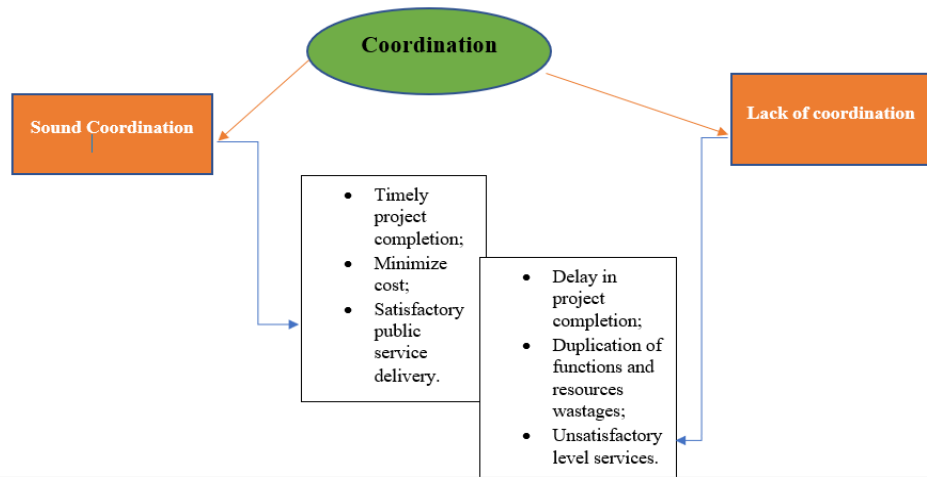 Coordination
Sound Coordination
Lack of coordination
• Timely
project
completion;
• Minimize
cost;
• Satisfactory
public
service
delivery.
• Delay in
project
completion;
• Duplication of
functions and
resources
wastages;
• Unsatisfactory
level services.